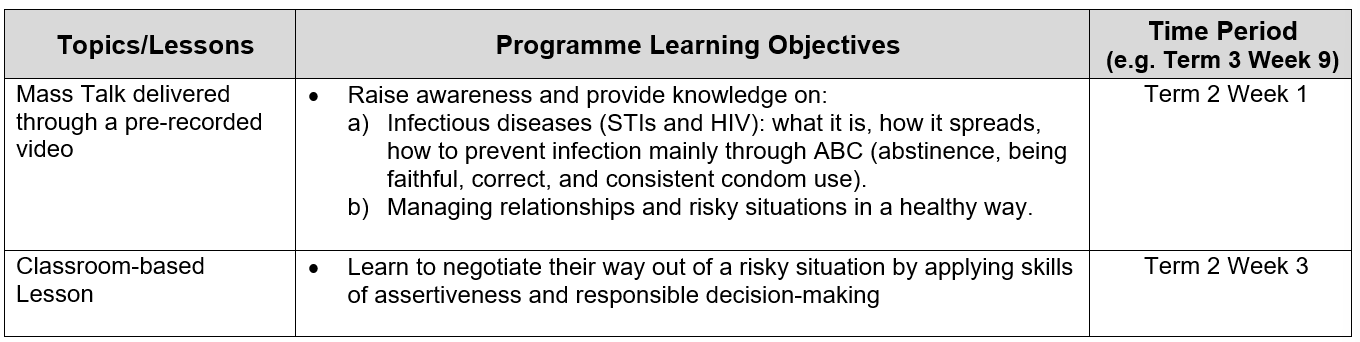 Topics/Lessons
Programme Learning Objectives
Time Period
(e.g. Term 3 Week 9)
Mass Talk delivered
through a pre-recorded
video
• Raise awareness and provide knowledge on:
a) Infectious diseases (STIs and HIV): what it is, how it spreads,
how to prevent infection mainly through ABC (abstinence, being
faithful, correct, and consistent condom use).
b) Managing relationships and risky situations in a healthy way.
Term 2 Week 1
Classroom-based
Lesson
• Learn to negotiate their way out of a risky situation by applying skills
of assertiveness and responsible decision-making
Term 2 Week 3